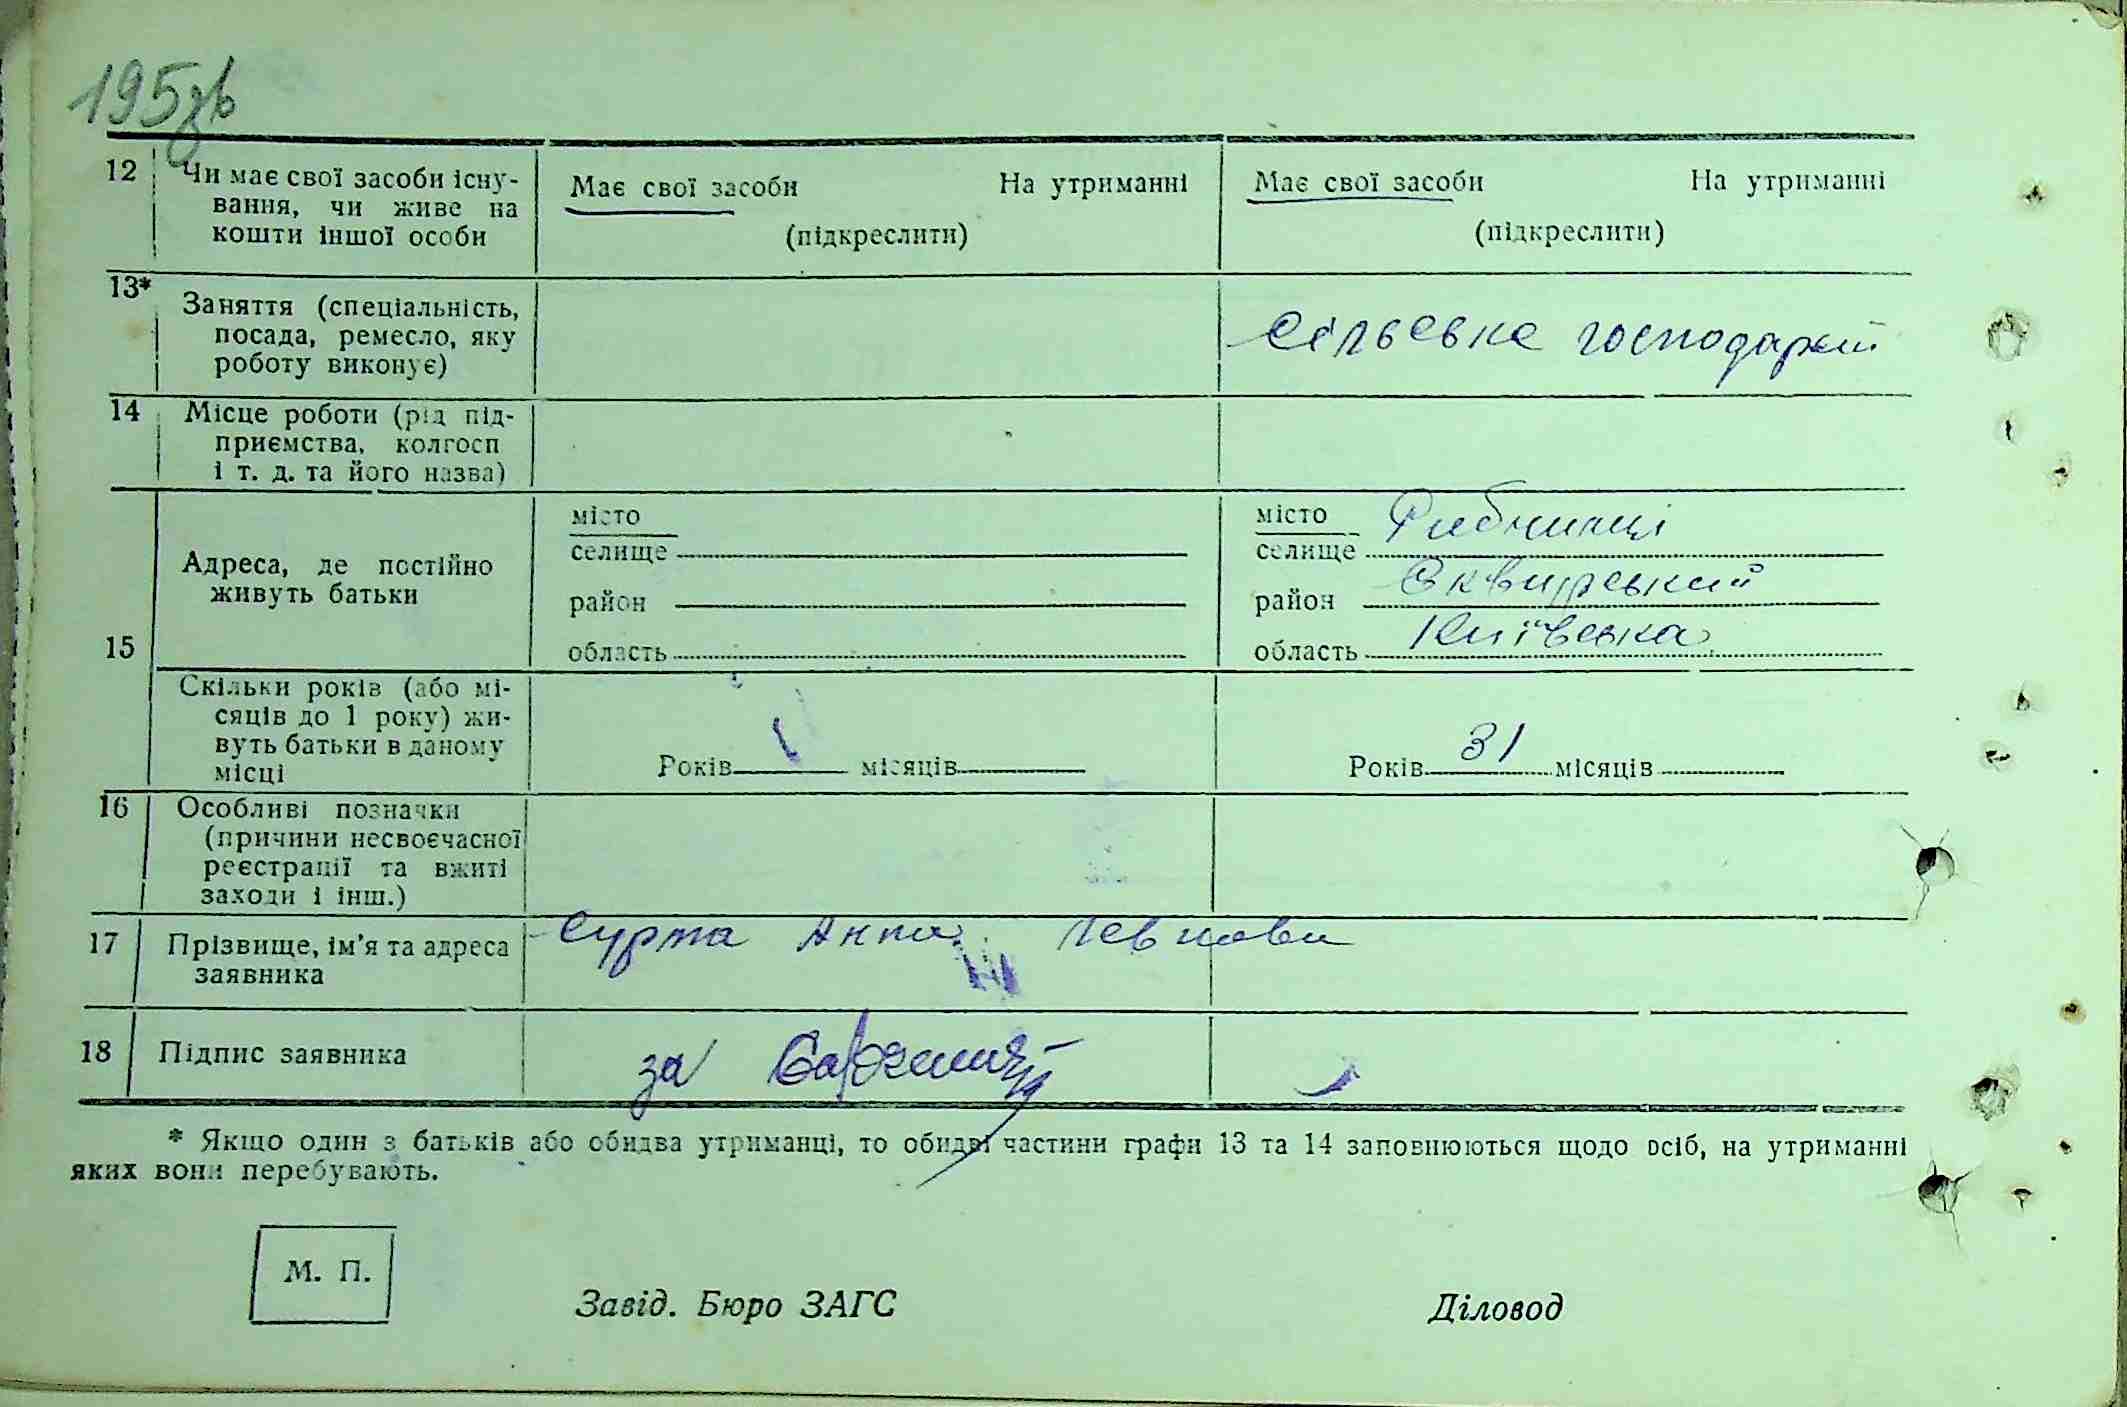 195зв
12 Чи має свої засоби існу-
вання, чи живе на
кошти іншої особи
Має свої засоби На утриманні
(підкреслити)
Має свої засоби На утриманні
(підкреслити)
13* Заняття (спеціальність,
посада, ремесло, яку
роботу виконує)
сільське господарст
14 Місце роботи (рід під-
приємства, колгосп
і т. д. та його назва)
15
Адреса, де постійно
живуть батьки
місто
селище
район
область
місто
селище
район Сквирський
область Київська
Скільки років (або мі-
сяців до 1 року) жи-
вуть батьки в даному
місці
Років місяців
Років 31 місяців
16 Особливі позначки
(причини несвоєчасної
реєстрації та вжиті
заходи і інш.)
17 Прізвище, ім’я та адреса
заявника
Сурта Анна
18 Підпис заявника
за
* Якщо один з батьків або обидва утриманці, то обидві частини графи 13 та 14 заповнюються щодо осіб, на утриманні
яких вони перебувають.
М. П.
Завід. Бюро ЗАГС Діловод